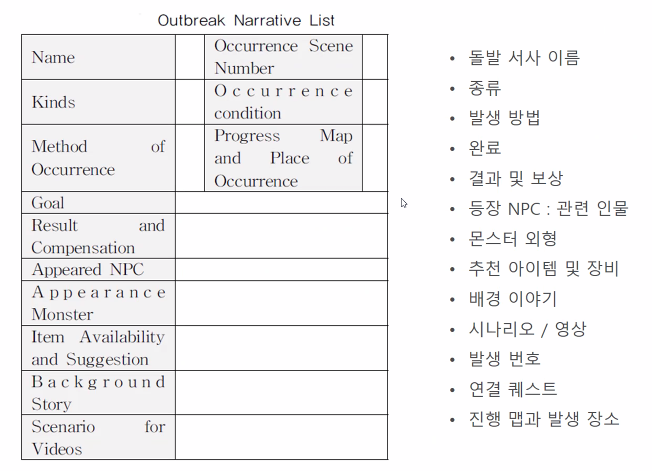 Outbreak Narrative List
Name
Occurrence Scene
Number
Kinds
Occurrence
condition
Method of
Occurrence
Progress Map
and Place of
Occurrence
Goal
Result and
Compensation
Appeared NPC
Appearance
Monster
Item Availability
and Suggestion
Background
Story
Scenario for
Videos
• 돌발 서사 이름
• 종류
• 발생 방법
• 완료
• 결과 및 보상
• 등장 NPC : 관련 인물
• 몬스터 외형
• 추천 아이템 및 장비
• 배경 이야기
• 시나리오 / 영상
• 발생 번호
• 연결 퀘스트
• 진행 맵과 발생 장소